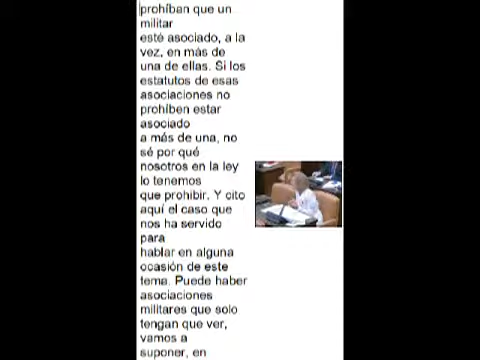 prohíban que un
militar
esté asociado, a la
vez, en más de
una de ellas. Si los
estatutos de esas
asociaciones no
prohíben estar
asociado
a más de una, no
sé por qué
nosotros en la ley
lo tenemos
que prohibir. Y cito
aquí el caso que
nos ha servido
para
hablar en alguna
ocasión de este
tema. Puede haber
asociaciones
militares que solo
tengan que ver,
vamos a
suponer, en